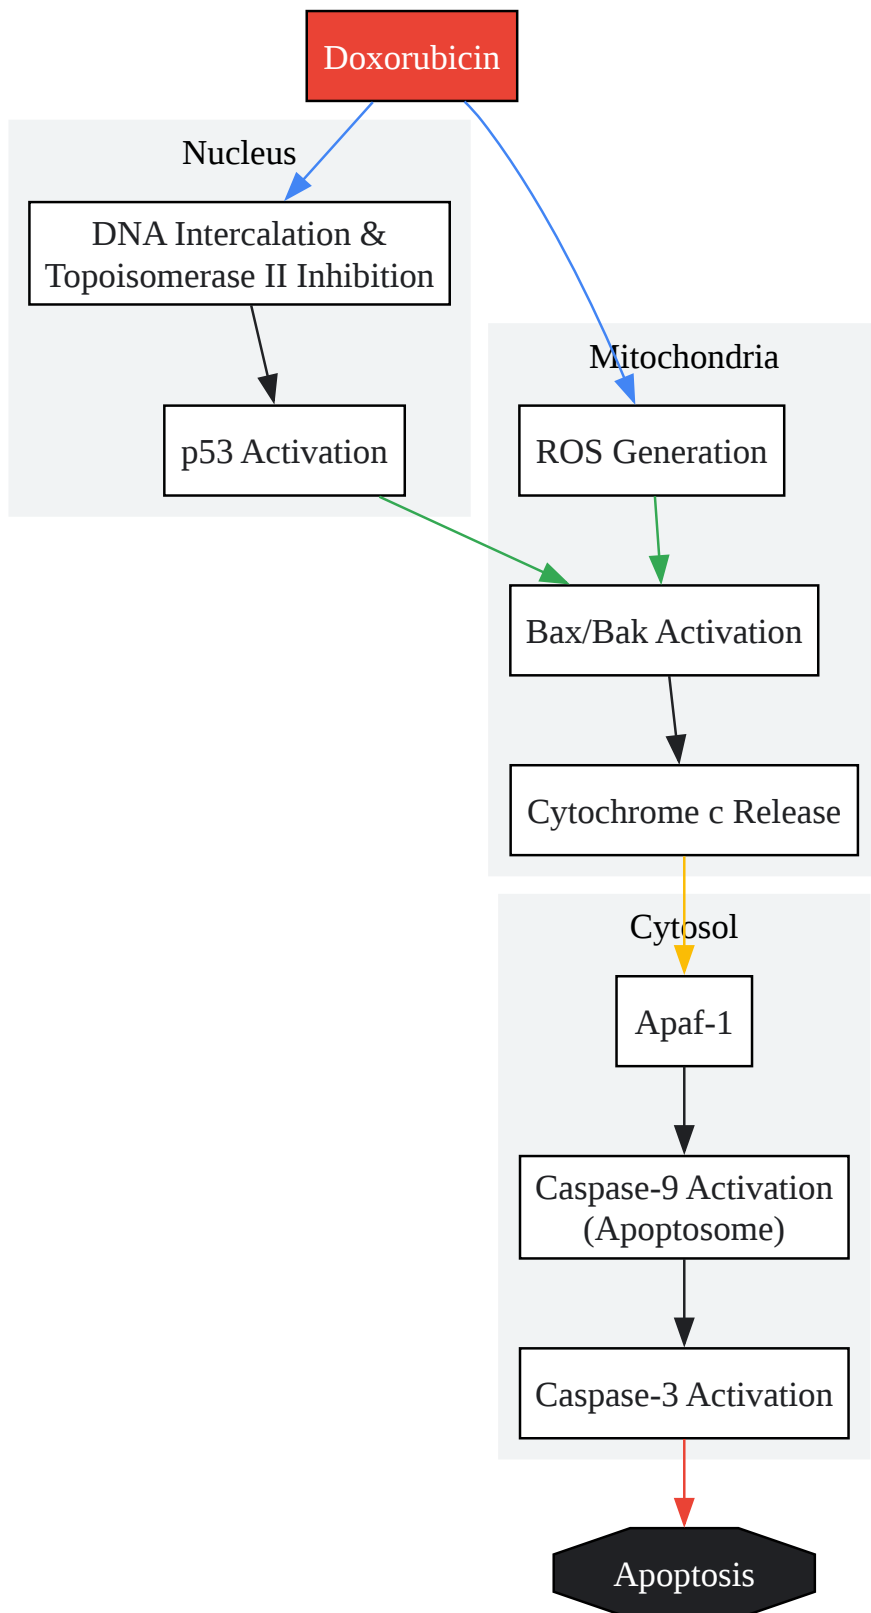 Doxorubicin
Nucleus
DNA Intercalation &
Topoisomerase II Inhibition
p53 Activation
Mitochondria
ROS Generation
Bax/Bak Activation
Cytochrome c Release
Cytosol
Apaf-1
Caspase-9 Activation
(Apoptosome)
Caspase-3 Activation
Apoptosis